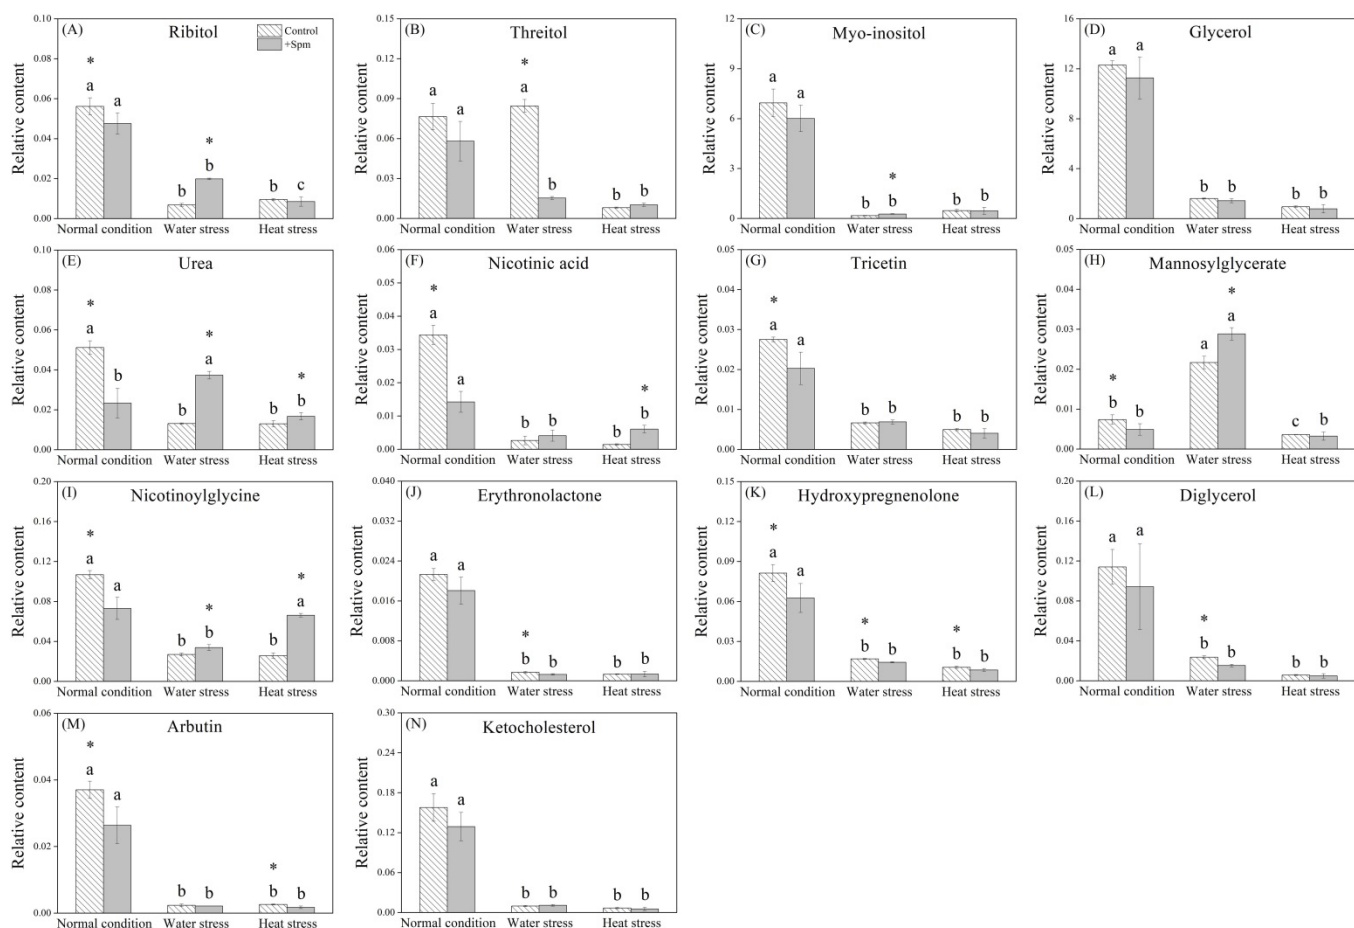 (A) Ribitol
Control
+Spm
Relative content
0.10
0.08
0.06
0.04
0.02
0.00
* *
a a b b b c
Normal condition Water stress Heat stress
(B) Threitol
Relative content
0.15
0.12
0.09
0.06
0.03
0.00
*
a a a b b b
Normal condition Water stress Heat stress
(C) Myo-inositol
Relative content
12
9
6
3
0
*
a a b b b b
Normal condition Water stress Heat stress
(D) Glycerol
Relative content
16
12
8
4
0
a a b b b b
Normal condition Water stress Heat stress
(E) Urea
Relative content
0.10
0.08
0.06
0.04
0.02
0.00
* * *
a b b a b b
Normal condition Water stress Heat stress
(F) Nicotinic acid
Relative content
0.06
0.05
0.04
0.03
0.02
0.01
0.00
* *
a a b b b b
Normal condition Water stress Heat stress
(G) Tricetin
Relative content
0.05
0.04
0.03
0.02
0.01
0.00
*
a a b b b b
Normal condition Water stress Heat stress
(H) Mannosylglycerate
Relative content
0.05
0.04
0.03
0.02
0.01
0.00
* *
b b a a c b
Normal condition Water stress Heat stress
(I) Nicotinoylglycine
Relative content
0.20
0.16
0.12
0.08
0.04
0.00
* * *
a a b b b a
Normal condition Water stress Heat stress
(J) Erythronolactone
Relative content
0.040
0.032
0.024
0.016
0.008
0.000
*
a a b b b b
Normal condition Water stress Heat stress
(K) Hydroxypregnenolone
Relative content
0.15
0.12
0.09
0.06
0.03
0.00
* * *
a a b b b b
Normal condition Water stress Heat stress
(L) Diglycerol
Relative content
0.20
0.16
0.12
0.08
0.04
0.00
*
a a b b b b
Normal condition Water stress Heat stress
(M) Arbutin
Relative content
0.06
0.04
0.02
0.00
* *
a a b b b b
Normal condition Water stress Heat stress
(N) Ketocholesterol
Relative content
0.30
0.24
0.18
0.12
0.06
0.00
a a b b b b
Normal condition Water stress Heat stress